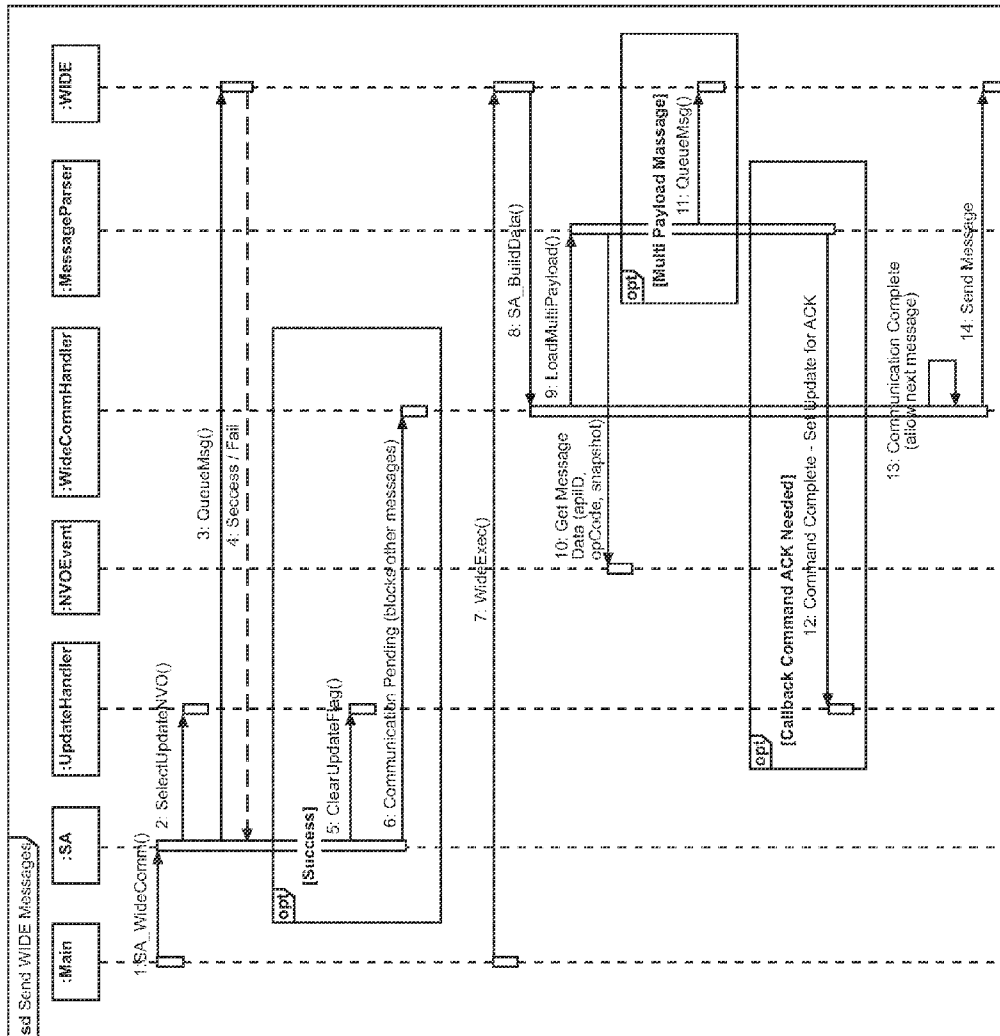 sd Send WIDE Messages
:Main
:SA
:UpdateHandler
:NVOEvent
:WideCommHandler
:MessageParser
:WIDE
1:SA_WideComm()
2: SelectUpdateNVO()
3: QueueMsg()
4: Seccess / Fail
opt
[Success]
5: ClearUpdateFlag()
6: Communication Pending (blocks other messages)
7: WideExec()
8: SA_BuildData()
9: LoadMultiPayload()
10: Get Message
Data (apiID,
opCode, snapshot)
opt
[Multi Payload Massage]
11: QueueMsg()
opt
[Callback Command ACK Needed]
12: Command Complete - Set Update for ACK
13: Communication Complete
(allow next message)
14: Send Message